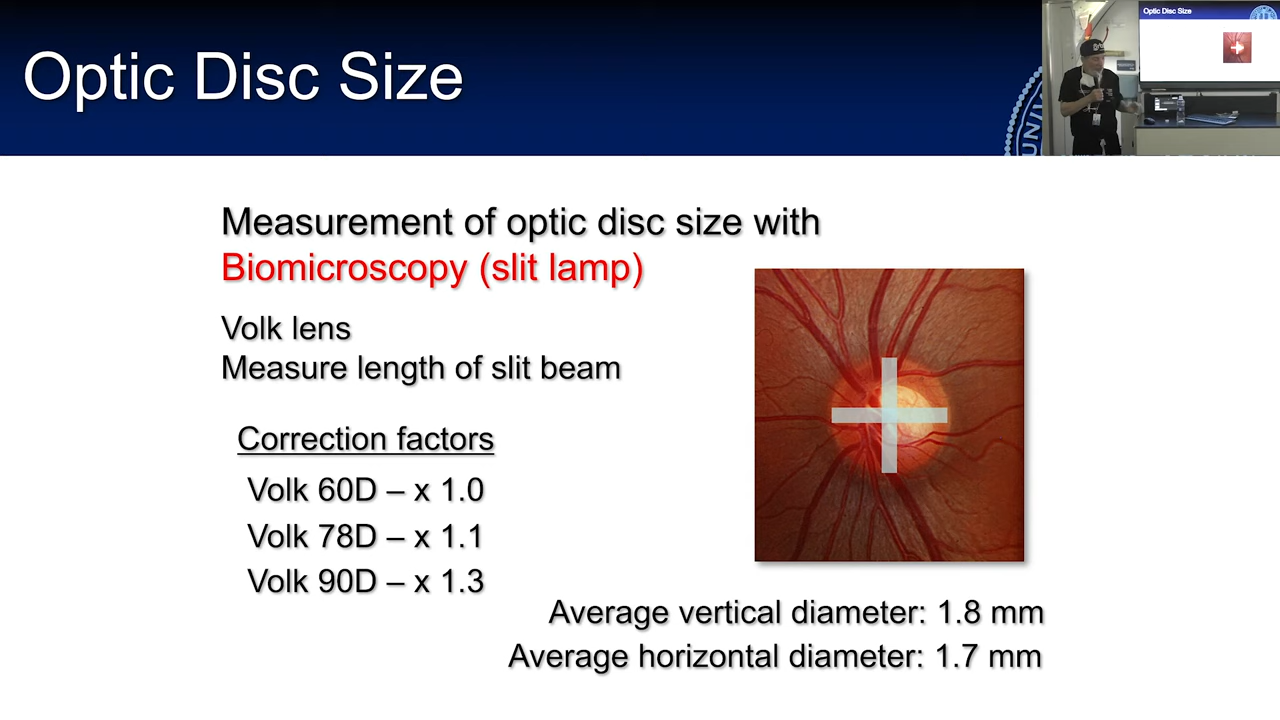 Optic Disc Size
Optic Disc Size
UNIV
Measurement of optic disc size with
Biomicroscopy (slit lamp)
Volk lens
Measure length of slit beam
Correction factors
Volk 60D – x 1.0
Volk 78D – x 1.1
Volk 90D – x 1.3
Average vertical diameter: 1.8 mm
Average horizontal diameter: 1.7 mm